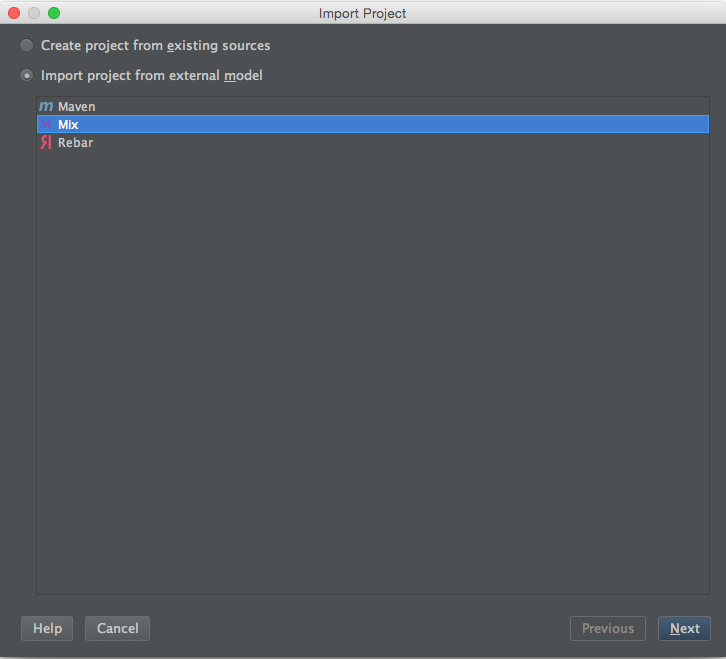 Import Project
Create project from existing sources
Import project from external model
Maven
Mix
Rebar
Help Cancel Previous Next